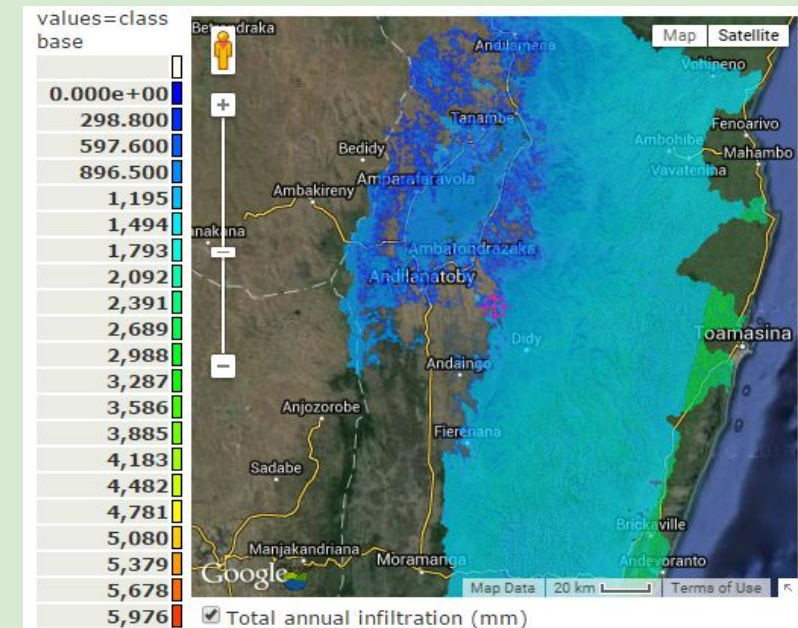 values=class
base
0.000e+00
298.800
597.600
896.500
1,195
1,494
1,793
2,092
2,391
2,689
2,988
3,287
3,586
3,885
4,183
4,482
4,781
5,080
5,379
5,678
5,976
Map
Satellite
Andilamena
Vohipeno
Tanambe
Fenoarivo
Bedidy
Ambohibe
Mahambo
Amparafaravola
Vavatenina
Ambakireny
Ambatondrazaka
Andilanatoby
Toamasina
Didy
Andaingo
Anjozorobe
Fierenana
Sadabe
Brickaville
Manjakandriana
Moramanga
Andevoranto
Google
Map Data
20 km
Terms of Use
Total annual infiltration (mm)